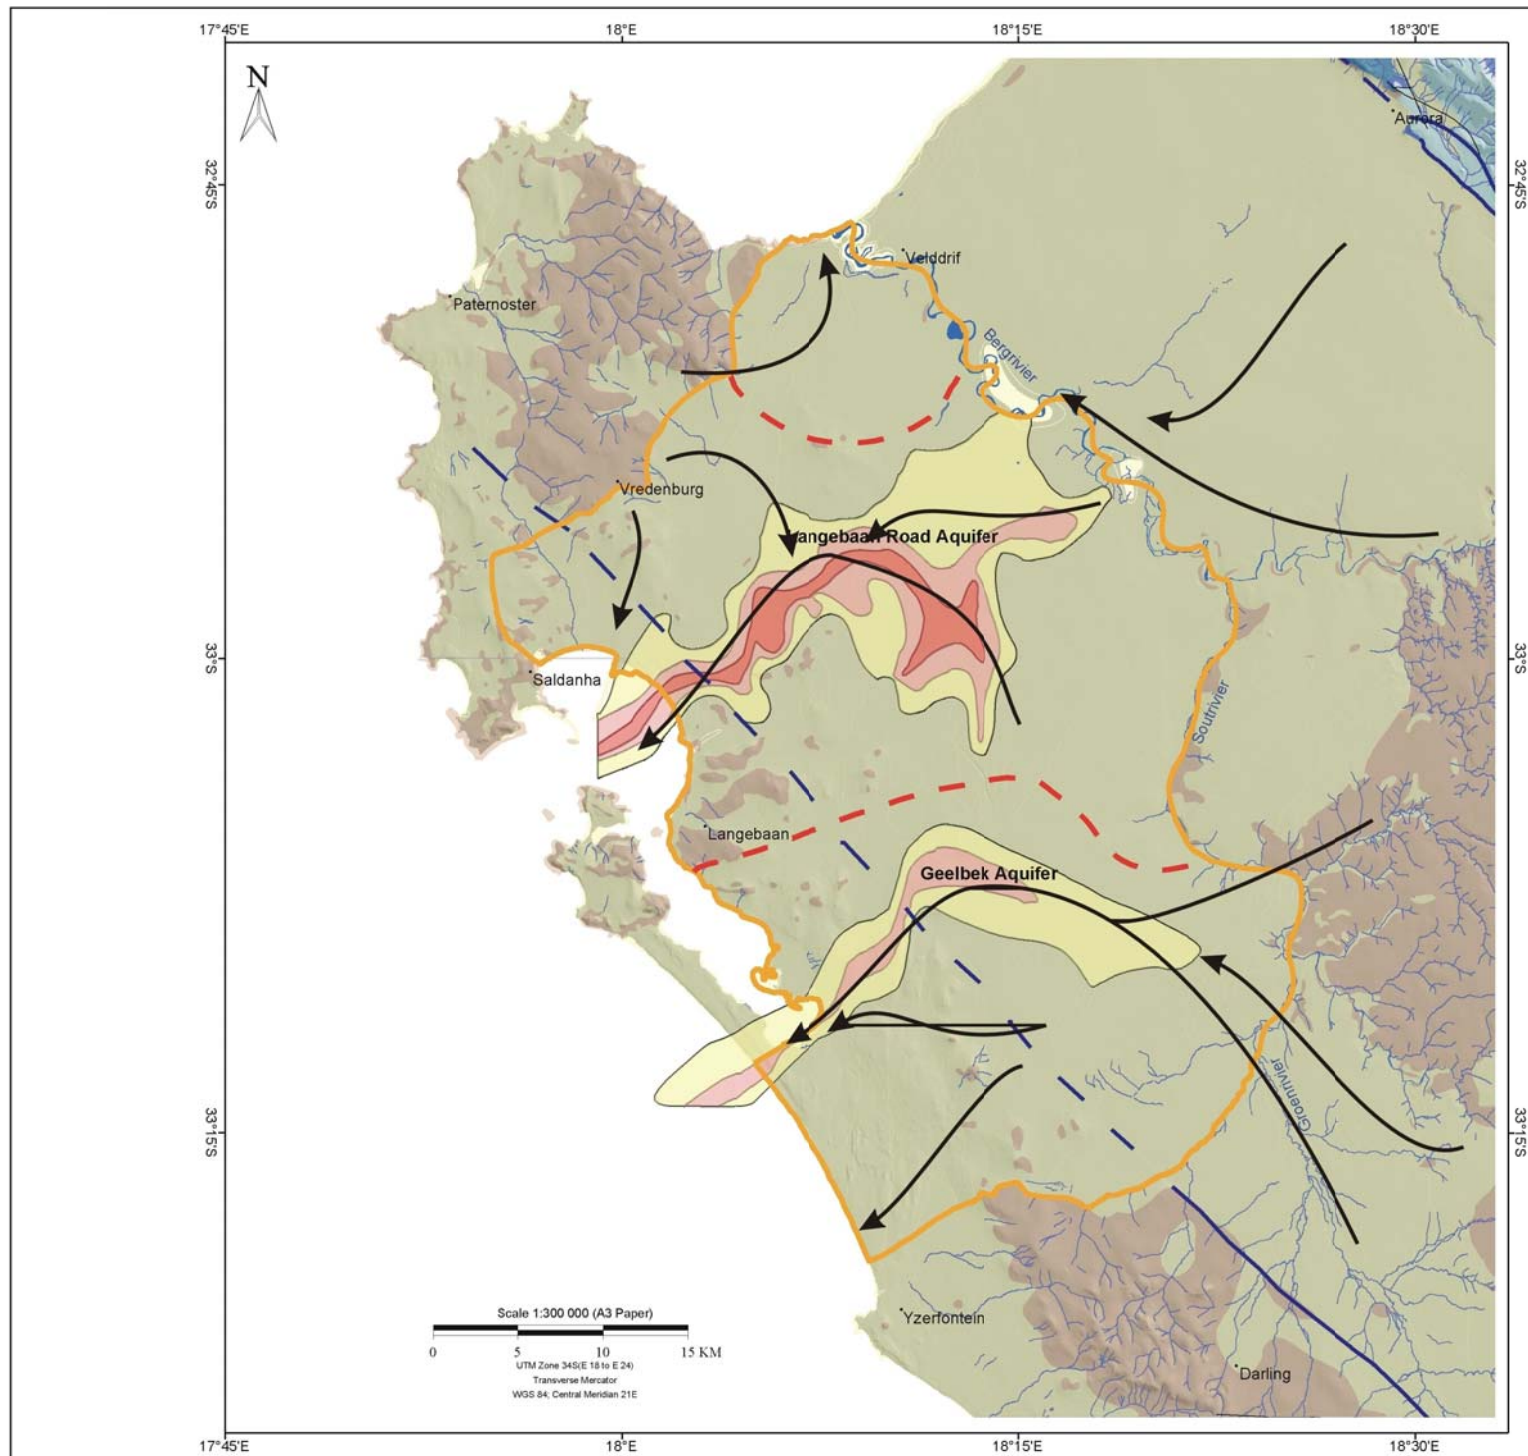 17°45'E
18°E
18°15'E
18°30'E
N
Aurora
32°45'S
32°45'S
Velddrif
Paternoster
Bergrivier
Vredenburg
angebaan Road Aquifer
33°S
33°S
Saldanha
Soutrivier
Langebaan
Geelbek Aquifer
Groenrivier
33°15'S
33°15'S
Scale 1:300 000 (A3 Paper)
0 5 10 15 KM
UTM Zone 34S(E 18 to E 24)
Transverse Mercator
WGS 84; Central Meridian 21E
Yzerfontein
Darling
17°45'E
18°E
18°15'E
18°30'E